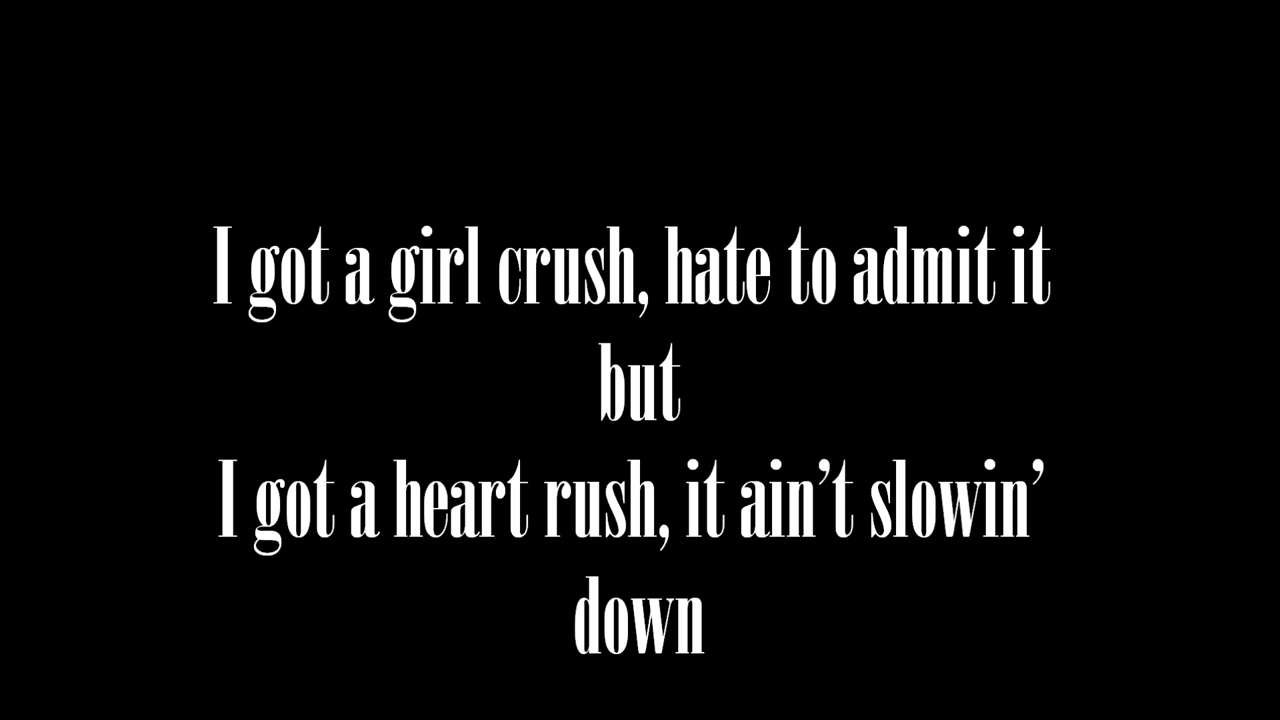 I got a girl crush, hate to admit it
but
I got a heart rush, it ain’t slowin’
down